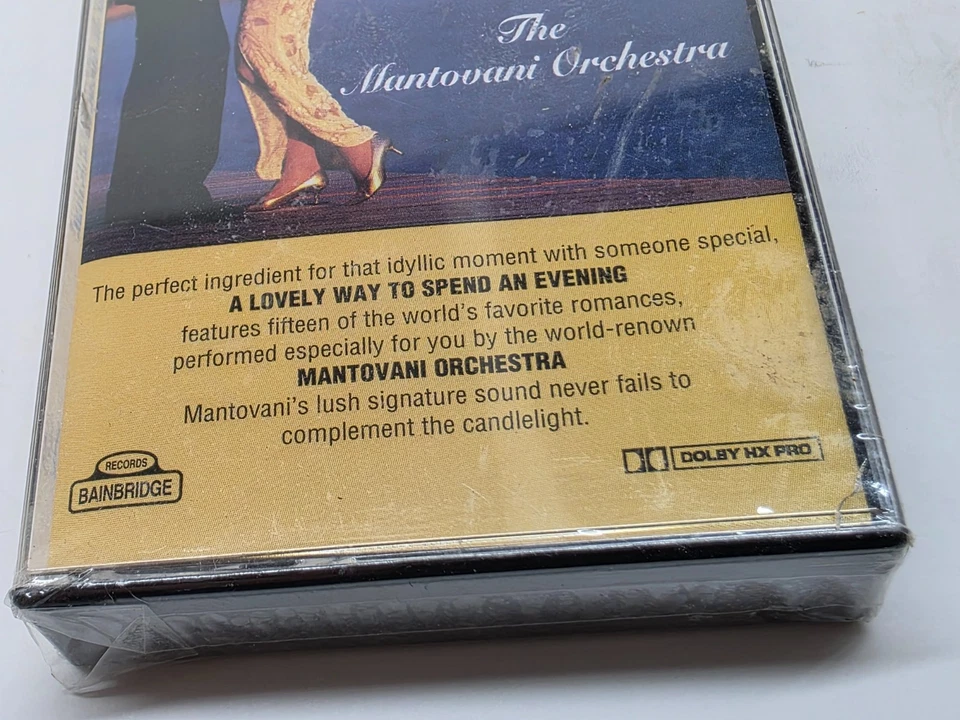 The
Mantovani Orchestra
The perfect ingredient for that idyllic moment with someone special,
A LOVELY WAY TO SPEND AN EVENING
features fifteen of the world's favorite romances,
performed especially for you by the world-renown
MANTOVANI ORCHESTRA
Mantovani's lush signature sound never fails to
complement the candlelight.
RECORDS
BAINBRIDGE
DOLBY HX PRO